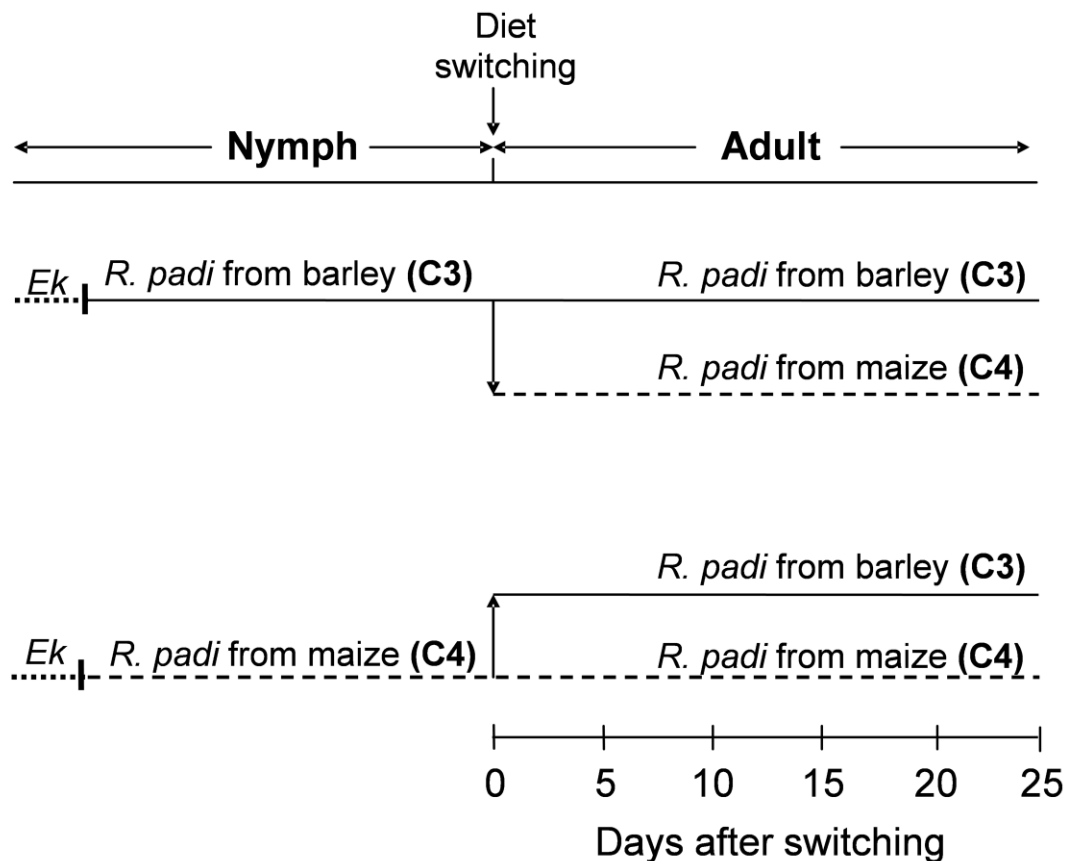 Diet
switching
Nymph
Adult
Ek
R. padi from barley (C3)
R. padi from barley (C3)
R. padi from maize (C4)
R. padi from barley (C3)
Ek
R. padi from maize (C4)
R. padi from maize (C4)
0 5 10 15 20 25
Days after switching